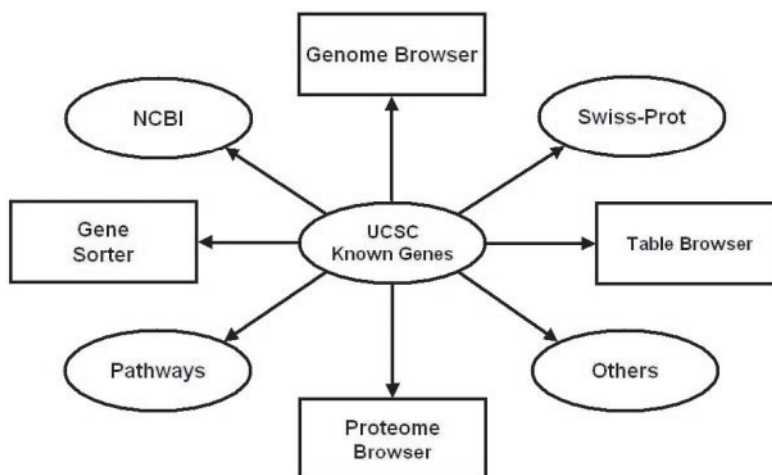 Genome Browser
NCBI
Swiss-Prot
Gene
Sorter
UCSC
Known Genes
Table Browser
Pathways
Others
Proteome
Browser